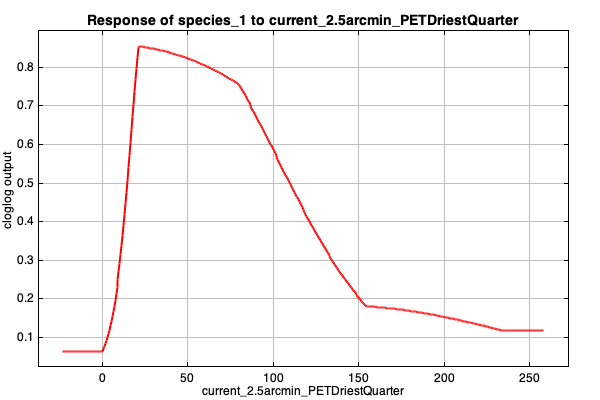 Response of species_1 to current_2.5arcmin_PETDriestQuarter
cloglog output
0.8
0.7
0.6
0.5
0.4
0.3
0.2
0.1
0 50 100 150 200 250
current_2.5arcmin_PETDriestQuarter